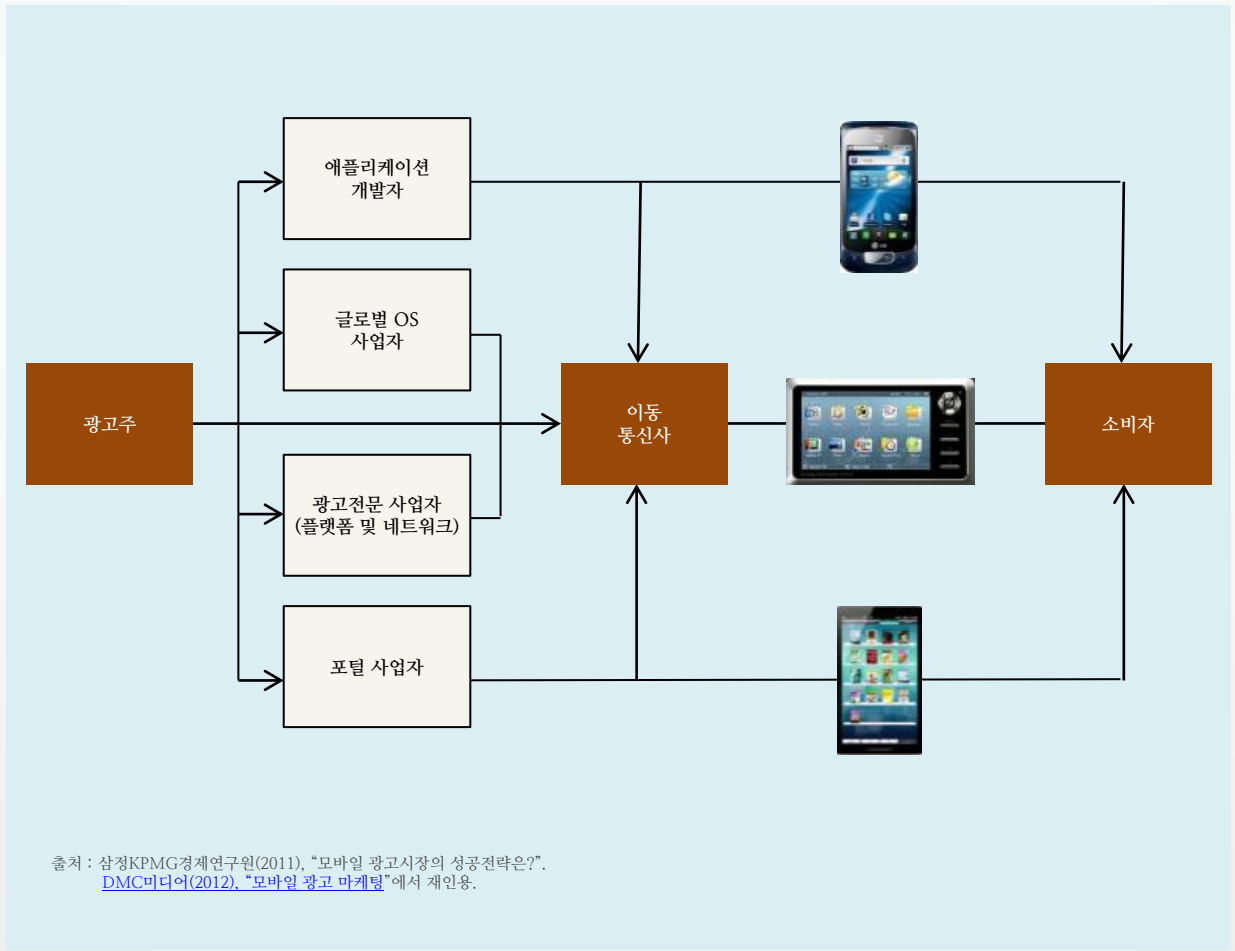 애플리케이션
개발자
글로벌 OS
사업자
광고주
이동
통신사
소비자
광고전문 사업자
(플랫폼 및 네트워크)
포털 사업자
출처 : 삼정KPMG경제연구원(2011), “모바일 광고시장의 성공전략은?”.
DMC미디어(2012), “모바일 광고 마케팅”에서 재인용.